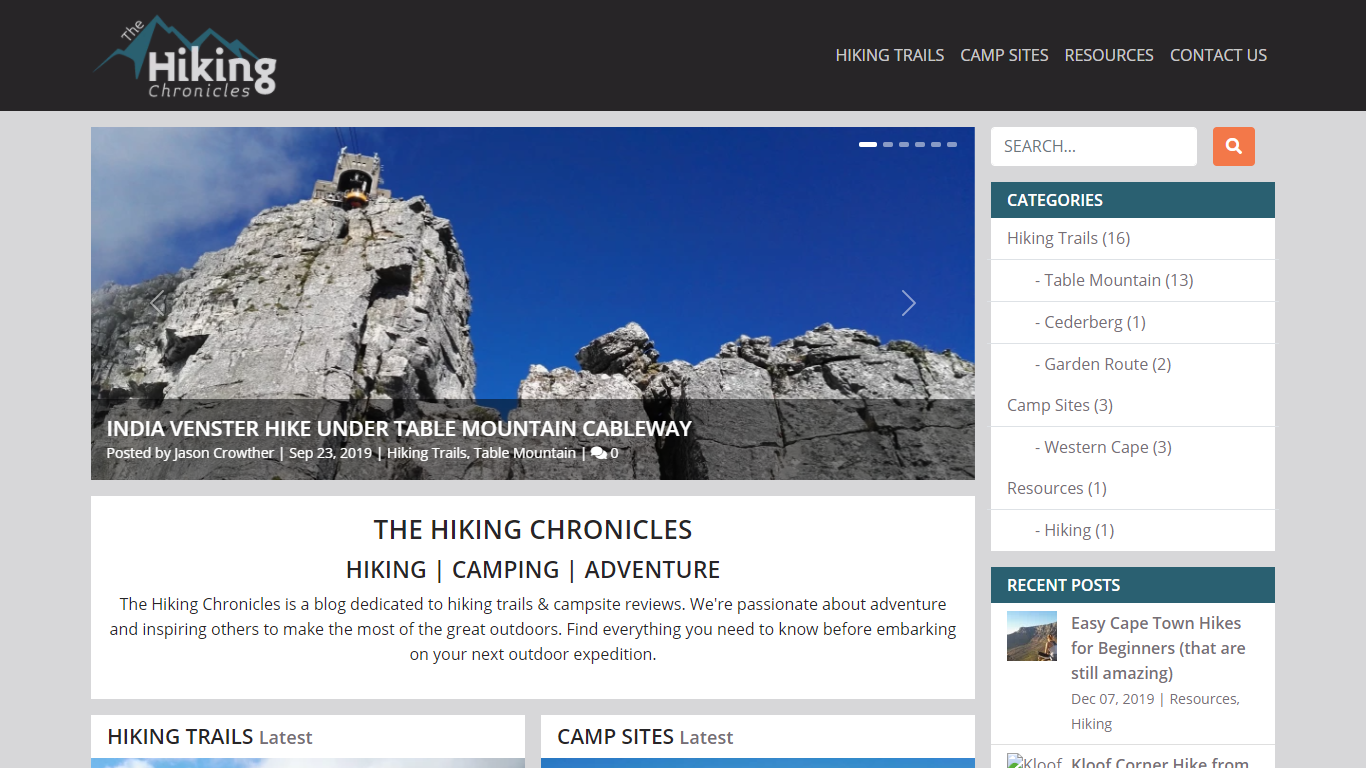 The
Hiking
Chronicles
HIKING TRAILS CAMP SITES RESOURCES CONTACT US
INDIA VENSTER HIKE UNDER TABLE MOUNTAIN CABLEWAY
Posted by Jason Crowther | Sep 23, 2019 | Hiking Trails, Table Mountain | 0
THE HIKING CHRONICLES
HIKING | CAMPING | ADVENTURE
The Hiking Chronicles is a blog dedicated to hiking trails & campsite reviews. We're passionate about adventure
and inspiring others to make the most of the great outdoors. Find everything you need to know before embarking
on your next outdoor expedition.
HIKING TRAILS Latest
CAMP SITES Latest
SEARCH...
CATEGORIES
Hiking Trails (16)
- Table Mountain (13)
- Cederberg (1)
- Garden Route (2)
Camp Sites (3)
- Western Cape (3)
Resources (1)
- Hiking (1)
RECENT POSTS
Easy Cape Town Hikes
for Beginners (that are
still amazing)
Dec 07, 2019 | Resources,
Hiking
Kloof
Kloof Corner Hike from